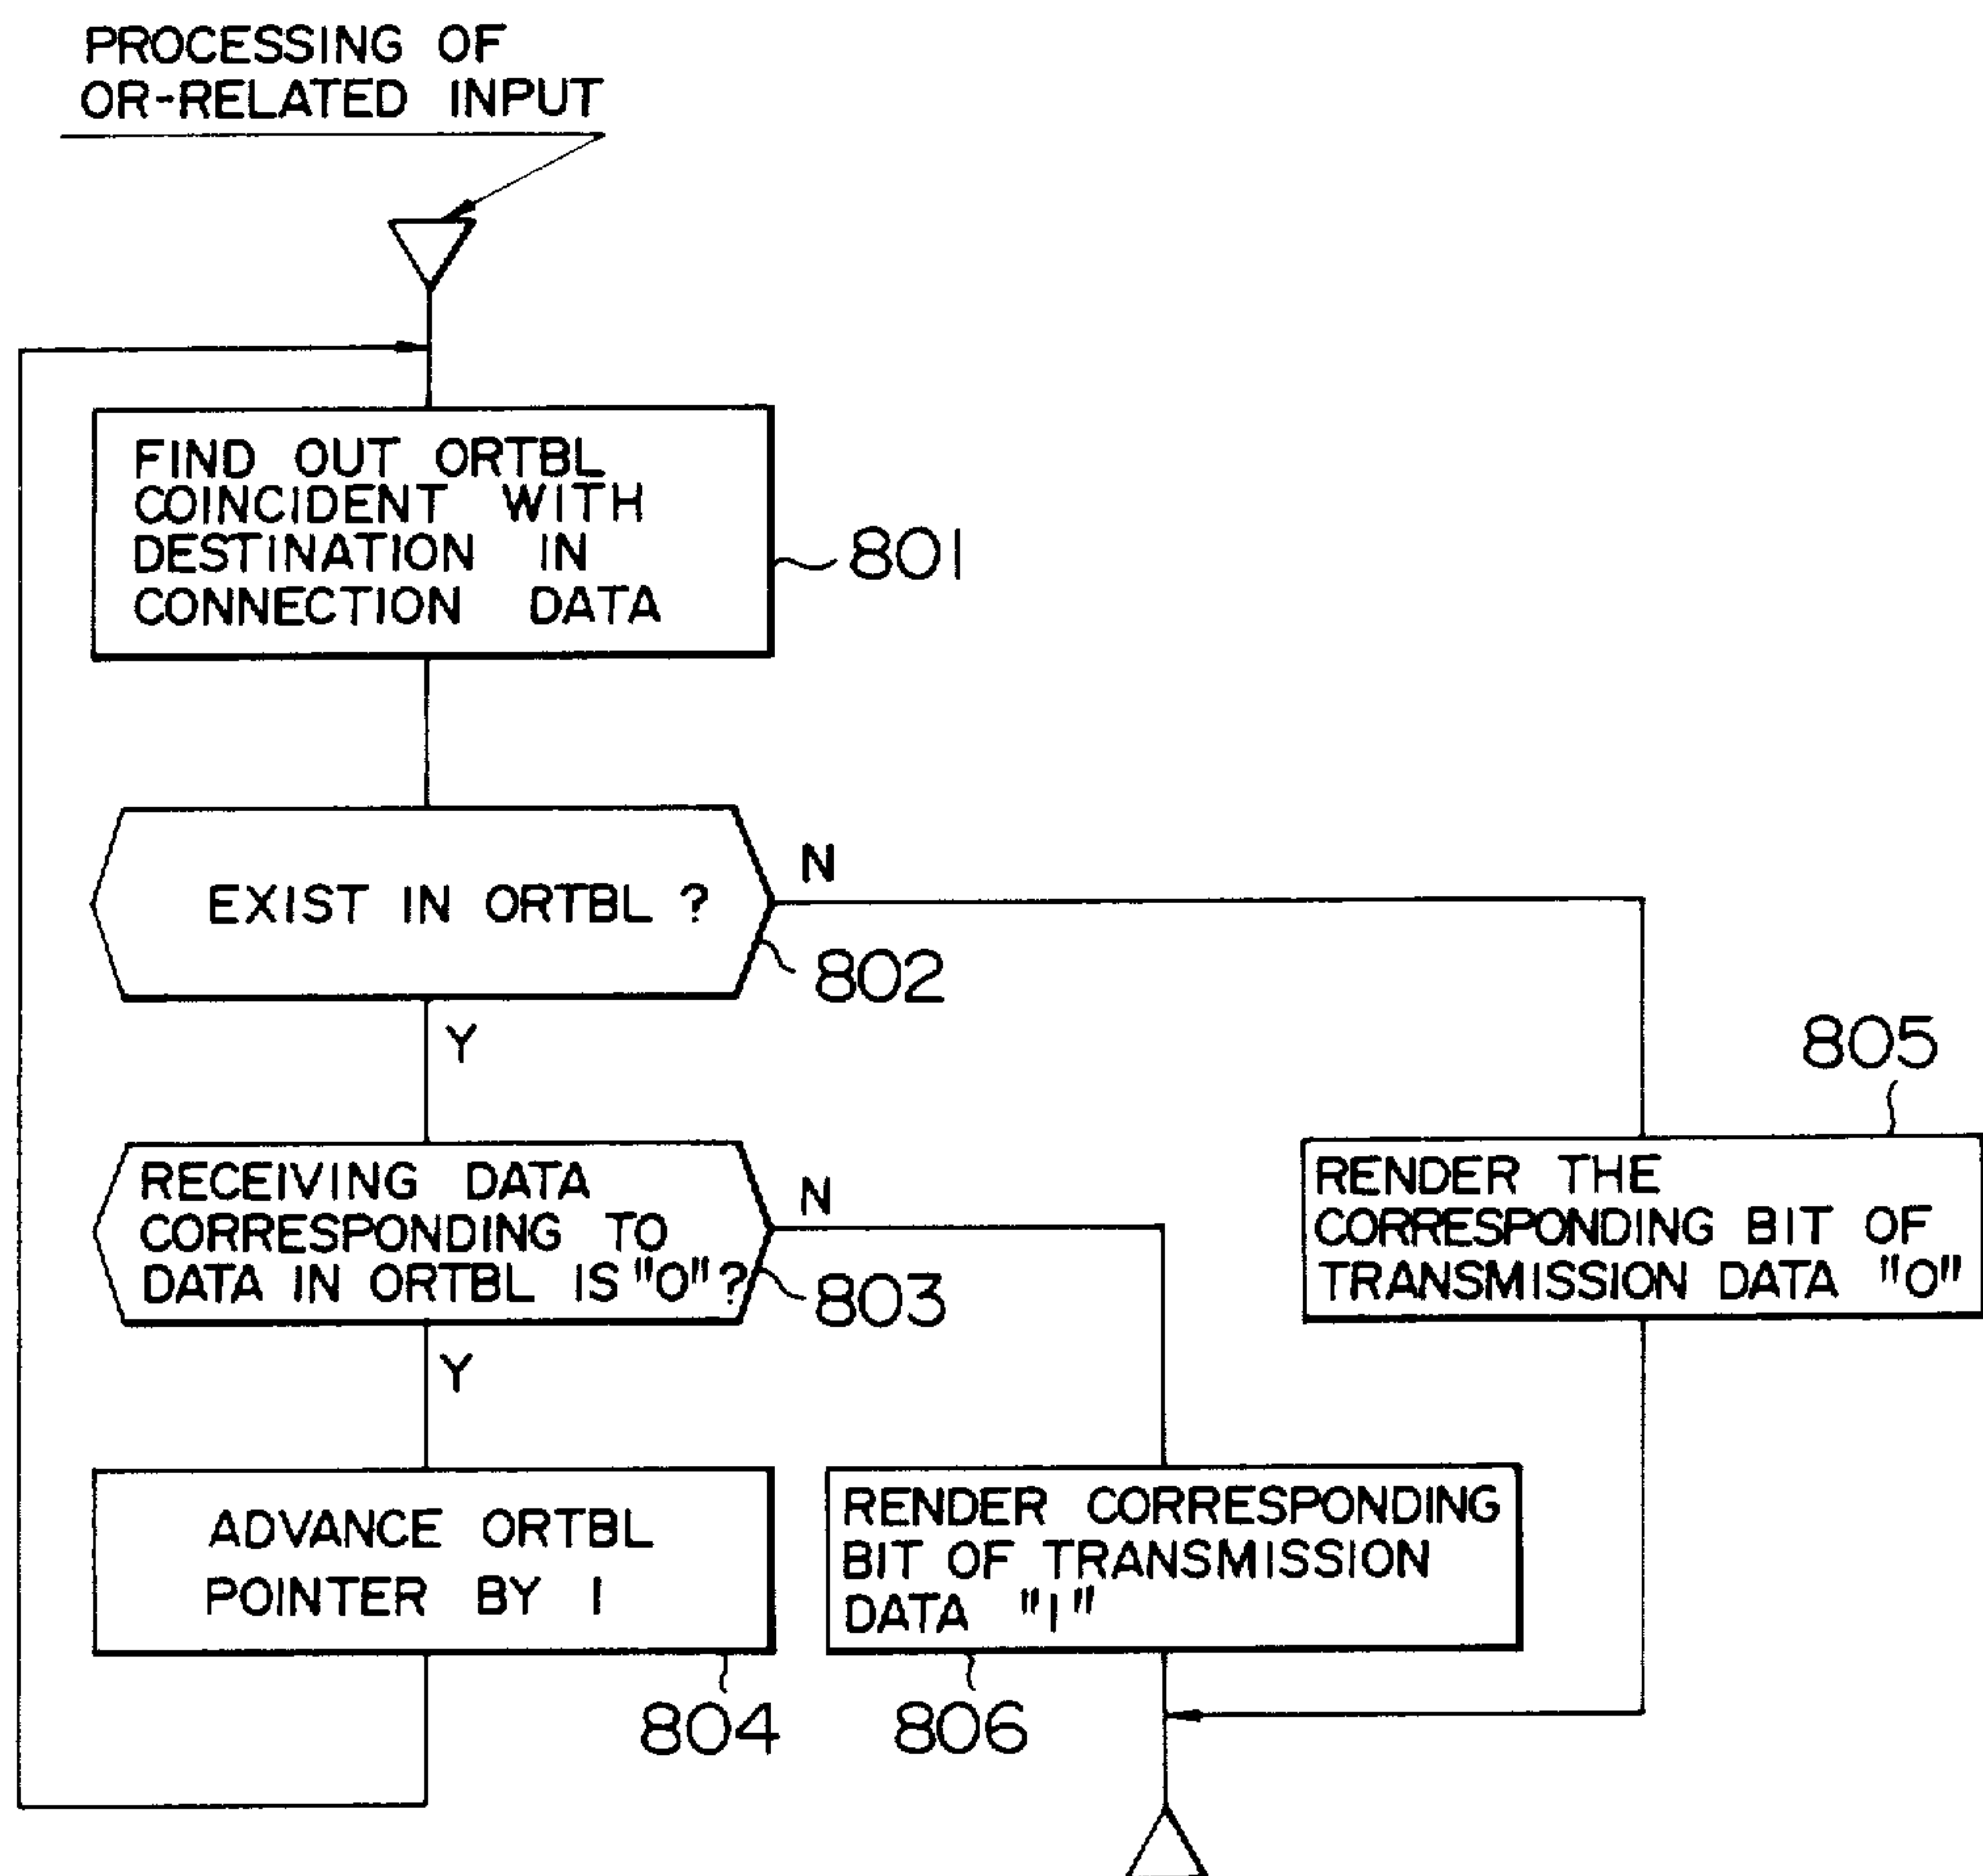 PROCESSING OF
OR-RELATED INPUT
FIND OUT ORTBL
COINCIDENT WITH
DESTINATION IN
CONNECTION DATA
801
EXIST IN ORTBL ?
N
802
Y
RECEIVING DATA
CORRESPONDING TO
DATA IN ORTBL IS "0"?
N
803
Y
805
RENDER THE
CORRESPONDING BIT OF
TRANSMISSION DATA "0"
ADVANCE ORTBL
POINTER BY 1
804
RENDER CORRESPONDING
BIT OF TRANSMISSION
DATA "1"
806